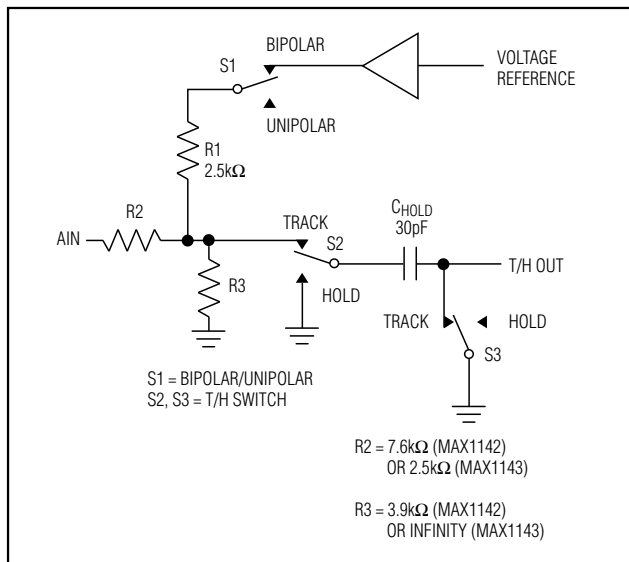 BIPOLAR
S1
VOLTAGE
REFERENCE
UNIPOLAR
R1
2.5kΩ
R2
AIN
TRACK
S2
CHOLD
30pF
T/H OUT
R3
HOLD
TRACK
HOLD
S3
S1 = BIPOLAR/UNIPOLAR
S2, S3 = T/H SWITCH
R2 = 7.6kΩ (MAX1142)
OR 2.5kΩ (MAX1143)
R3 = 3.9kΩ (MAX1142)
OR INFINITY (MAX1143)